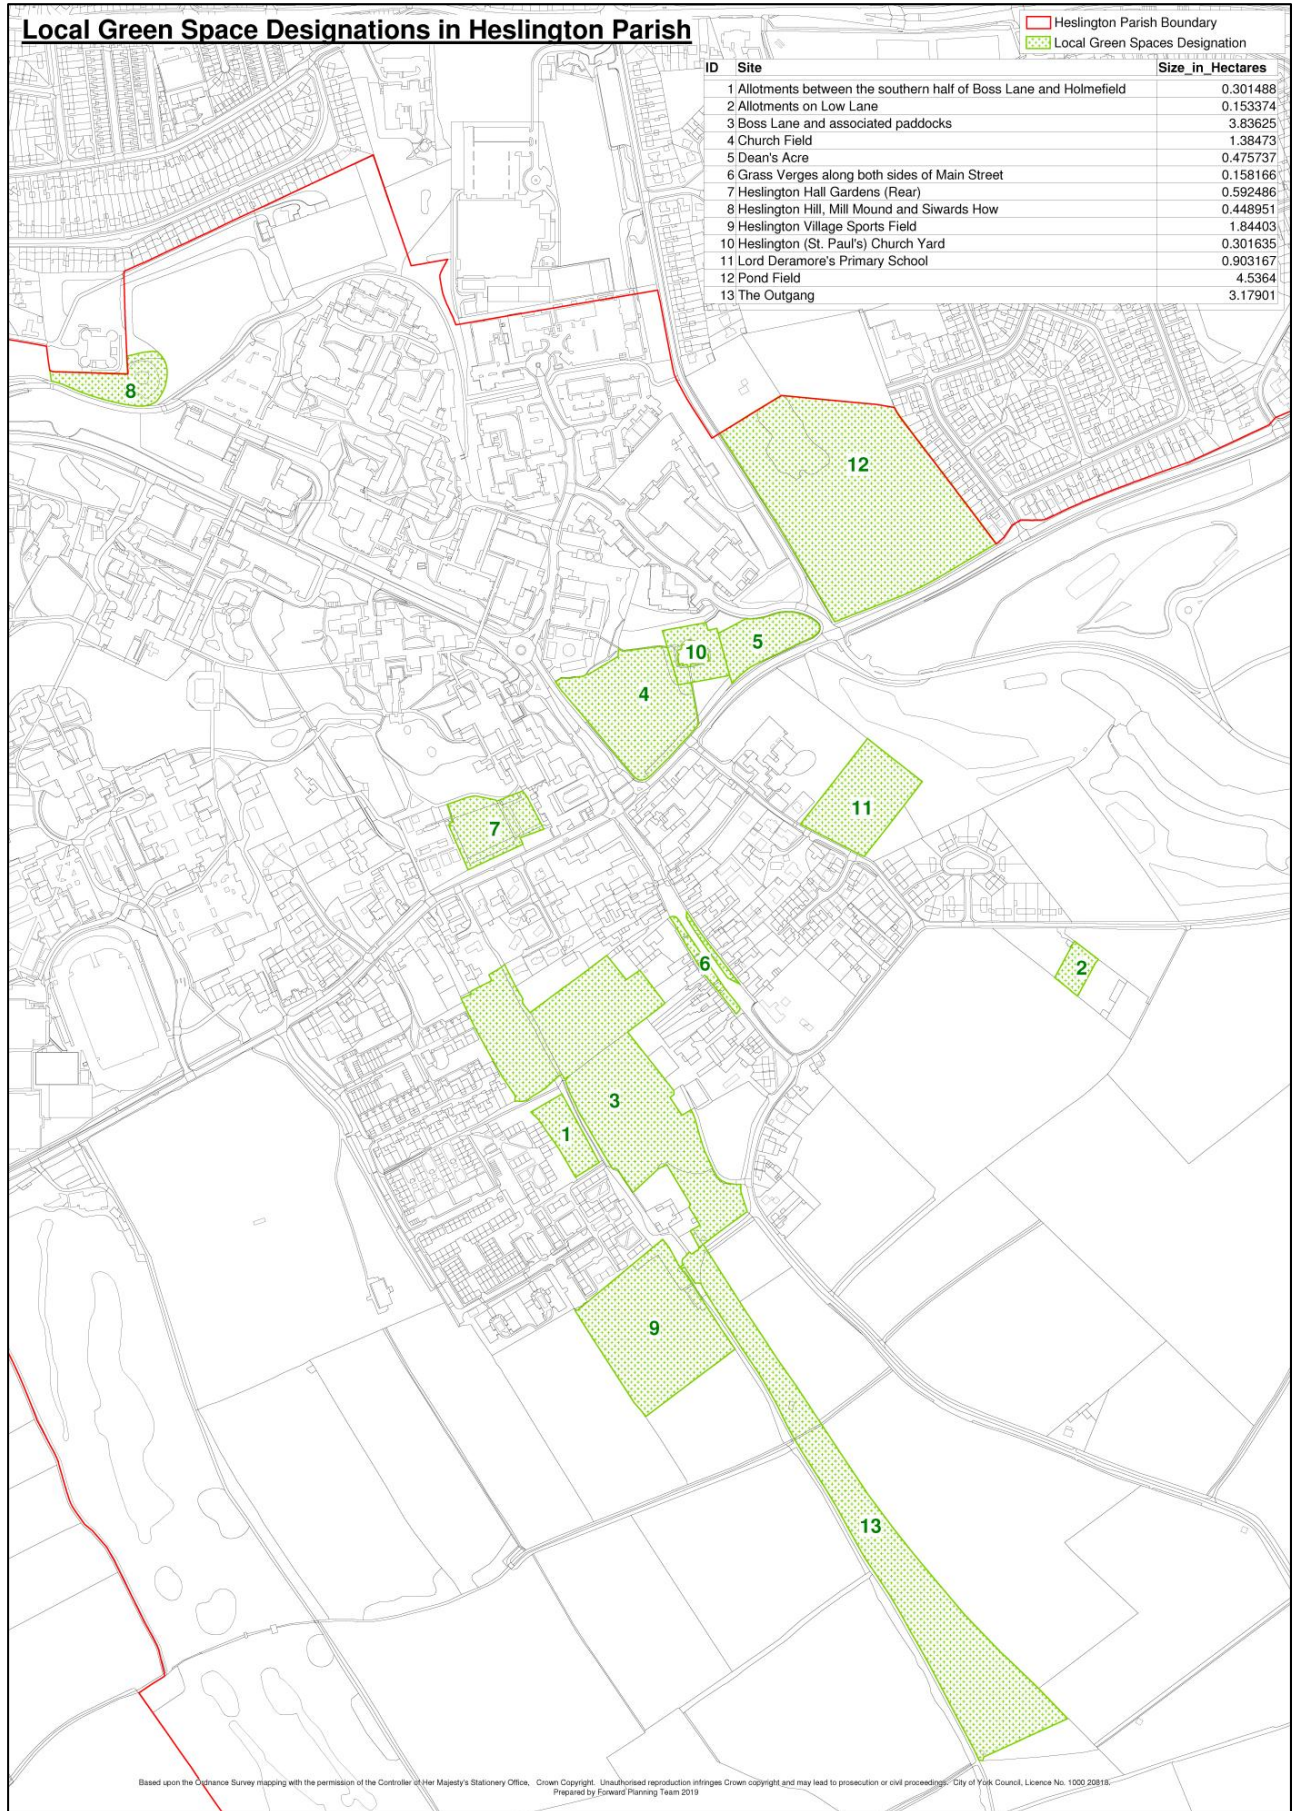 Local Green Space Designations in Heslington Parish
Heslington Parish Boundary
Local Green Spaces Designation
ID Site Size_in_Hectares
1 Allotments between the southern half of Boss Lane and Holmefield 0.301488
2 Allotments on Low Lane 0.153374
3 Boss Lane and associated paddocks 3.83625
4 Church Field 1.38473
5 Dean's Acre 0.475737
6 Grass Verges along both sides of Main Street 0.158166
7 Heslington Hall Gardens (Rear) 0.592486
8 Heslington Hill, Mill Mound and Siwards How 0.448951
9 Heslington Village Sports Field 1.84403
10 Heslington (St. Paul's) Church Yard 0.301635
11 Lord Deramore's Primary School 0.903167
12 Pond Field 4.5364
13 The Outgang 3.17901
8
12
5
10
4
11
7
6
2
3
1
9
13
Based upon the Ordnance Survey mapping with the permission of the Controller of Her Majesty's Stationery Office, Crown Copyright. Unauthorised reproduction infringes Crown copyright and may lead to prosecution or civil proceedings. City of York Council, Licence No. 1000 20818.
Prepared by Forward Planning Team 2019